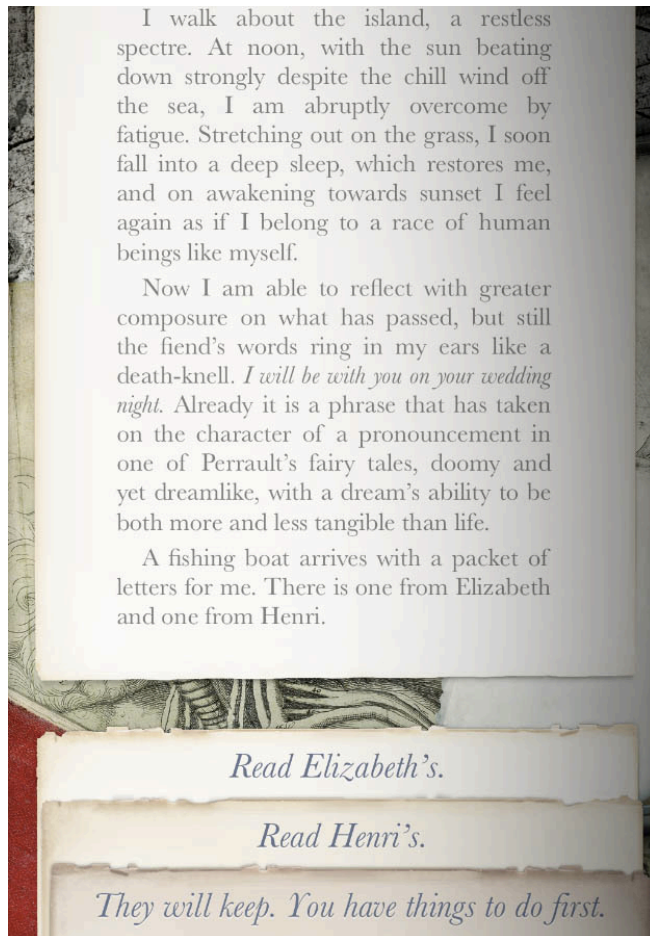 I walk about the island, a restless
spectre. At noon, with the sun beating
down strongly despite the chill wind off
the sea, I am abruptly overcome by
fatigue. Stretching out on the grass, I soon
fall into a deep sleep, which restores me,
and on awakening towards sunset I feel
again as if I belong to a race of human
beings like myself.
Now I am able to reflect with greater
composure on what has passed, but still
the fiend's words ring in my ears like a
death-knell. I will be with you on your wedding
night. Already it is a phrase that has taken
on the character of a pronouncement in
one of Perrault's fairy tales, doomy and
yet dreamlike, with a dream's ability to be
both more and less tangible than life.
A fishing boat arrives with a packet of
letters for me. There is one from Elizabeth
and one from Henri.
Read Elizabeth's.
Read Henri's.
They will keep. You have things to do first.